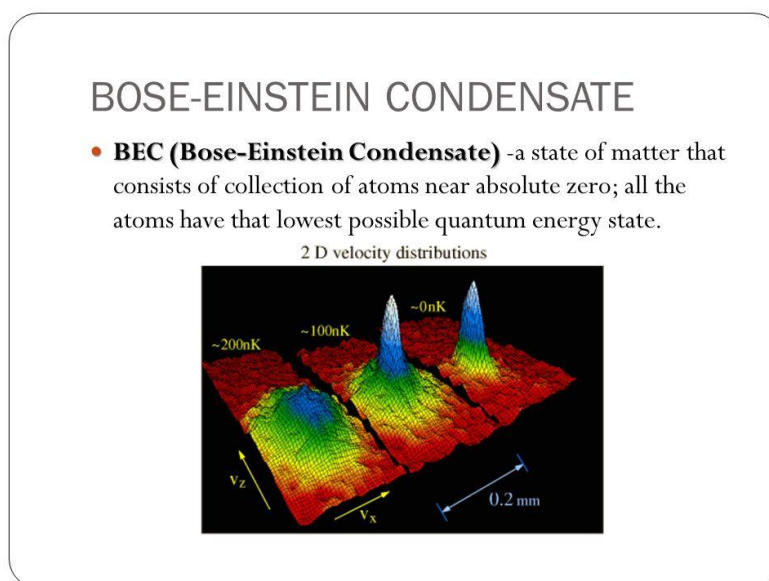 BOSE-EINSTEIN CONDENSATE
• BEC (Bose-Einstein Condensate) -a state of matter that
consists of collection of atoms near absolute zero; all the
atoms have that lowest possible quantum energy state.
2 D velocity distributions
~200nK
~100nK
~0nK
vz
vx
0.2 mm